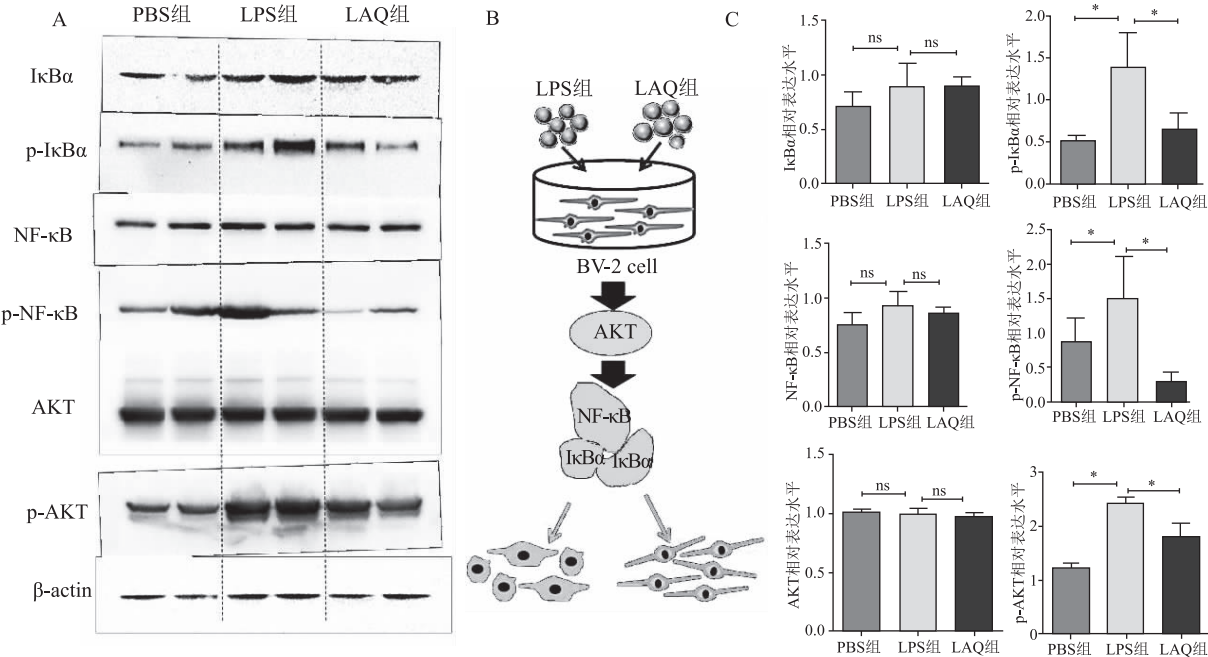 A
PBS组 LPS组 LAQ组
IκBα
p-IκBα
NF-κB
p-NF-κB
AKT
p-AKT
β-actin
B
LPS组 LAQ组
BV-2 cell
AKT
NF-κB
IκBα IκBα
C
IκBα相对表达水平
1.5
1.0
0.5
0.0
ns ns
PBS组 LPS组 LAQ组
p-IκBα相对表达水平
2.0
1.5
1.0
0.5
0.0
* *
PBS组 LPS组 LAQ组
NF-κB相对表达水平
1.5
1.0
0.5
0.0
ns ns
PBS组 LPS组 LAQ组
p-NF-κB相对表达水平
2.5
2.0
1.5
1.0
0.5
0.0
* *
PBS组 LPS组 LAQ组
AKT相对表达水平
1.5
1.0
0.5
0.0
ns ns
PBS组 LPS组 LAQ组
p-AKT相对表达水平
3
2
1
0
* *
PBS组 LPS组 LAQ组